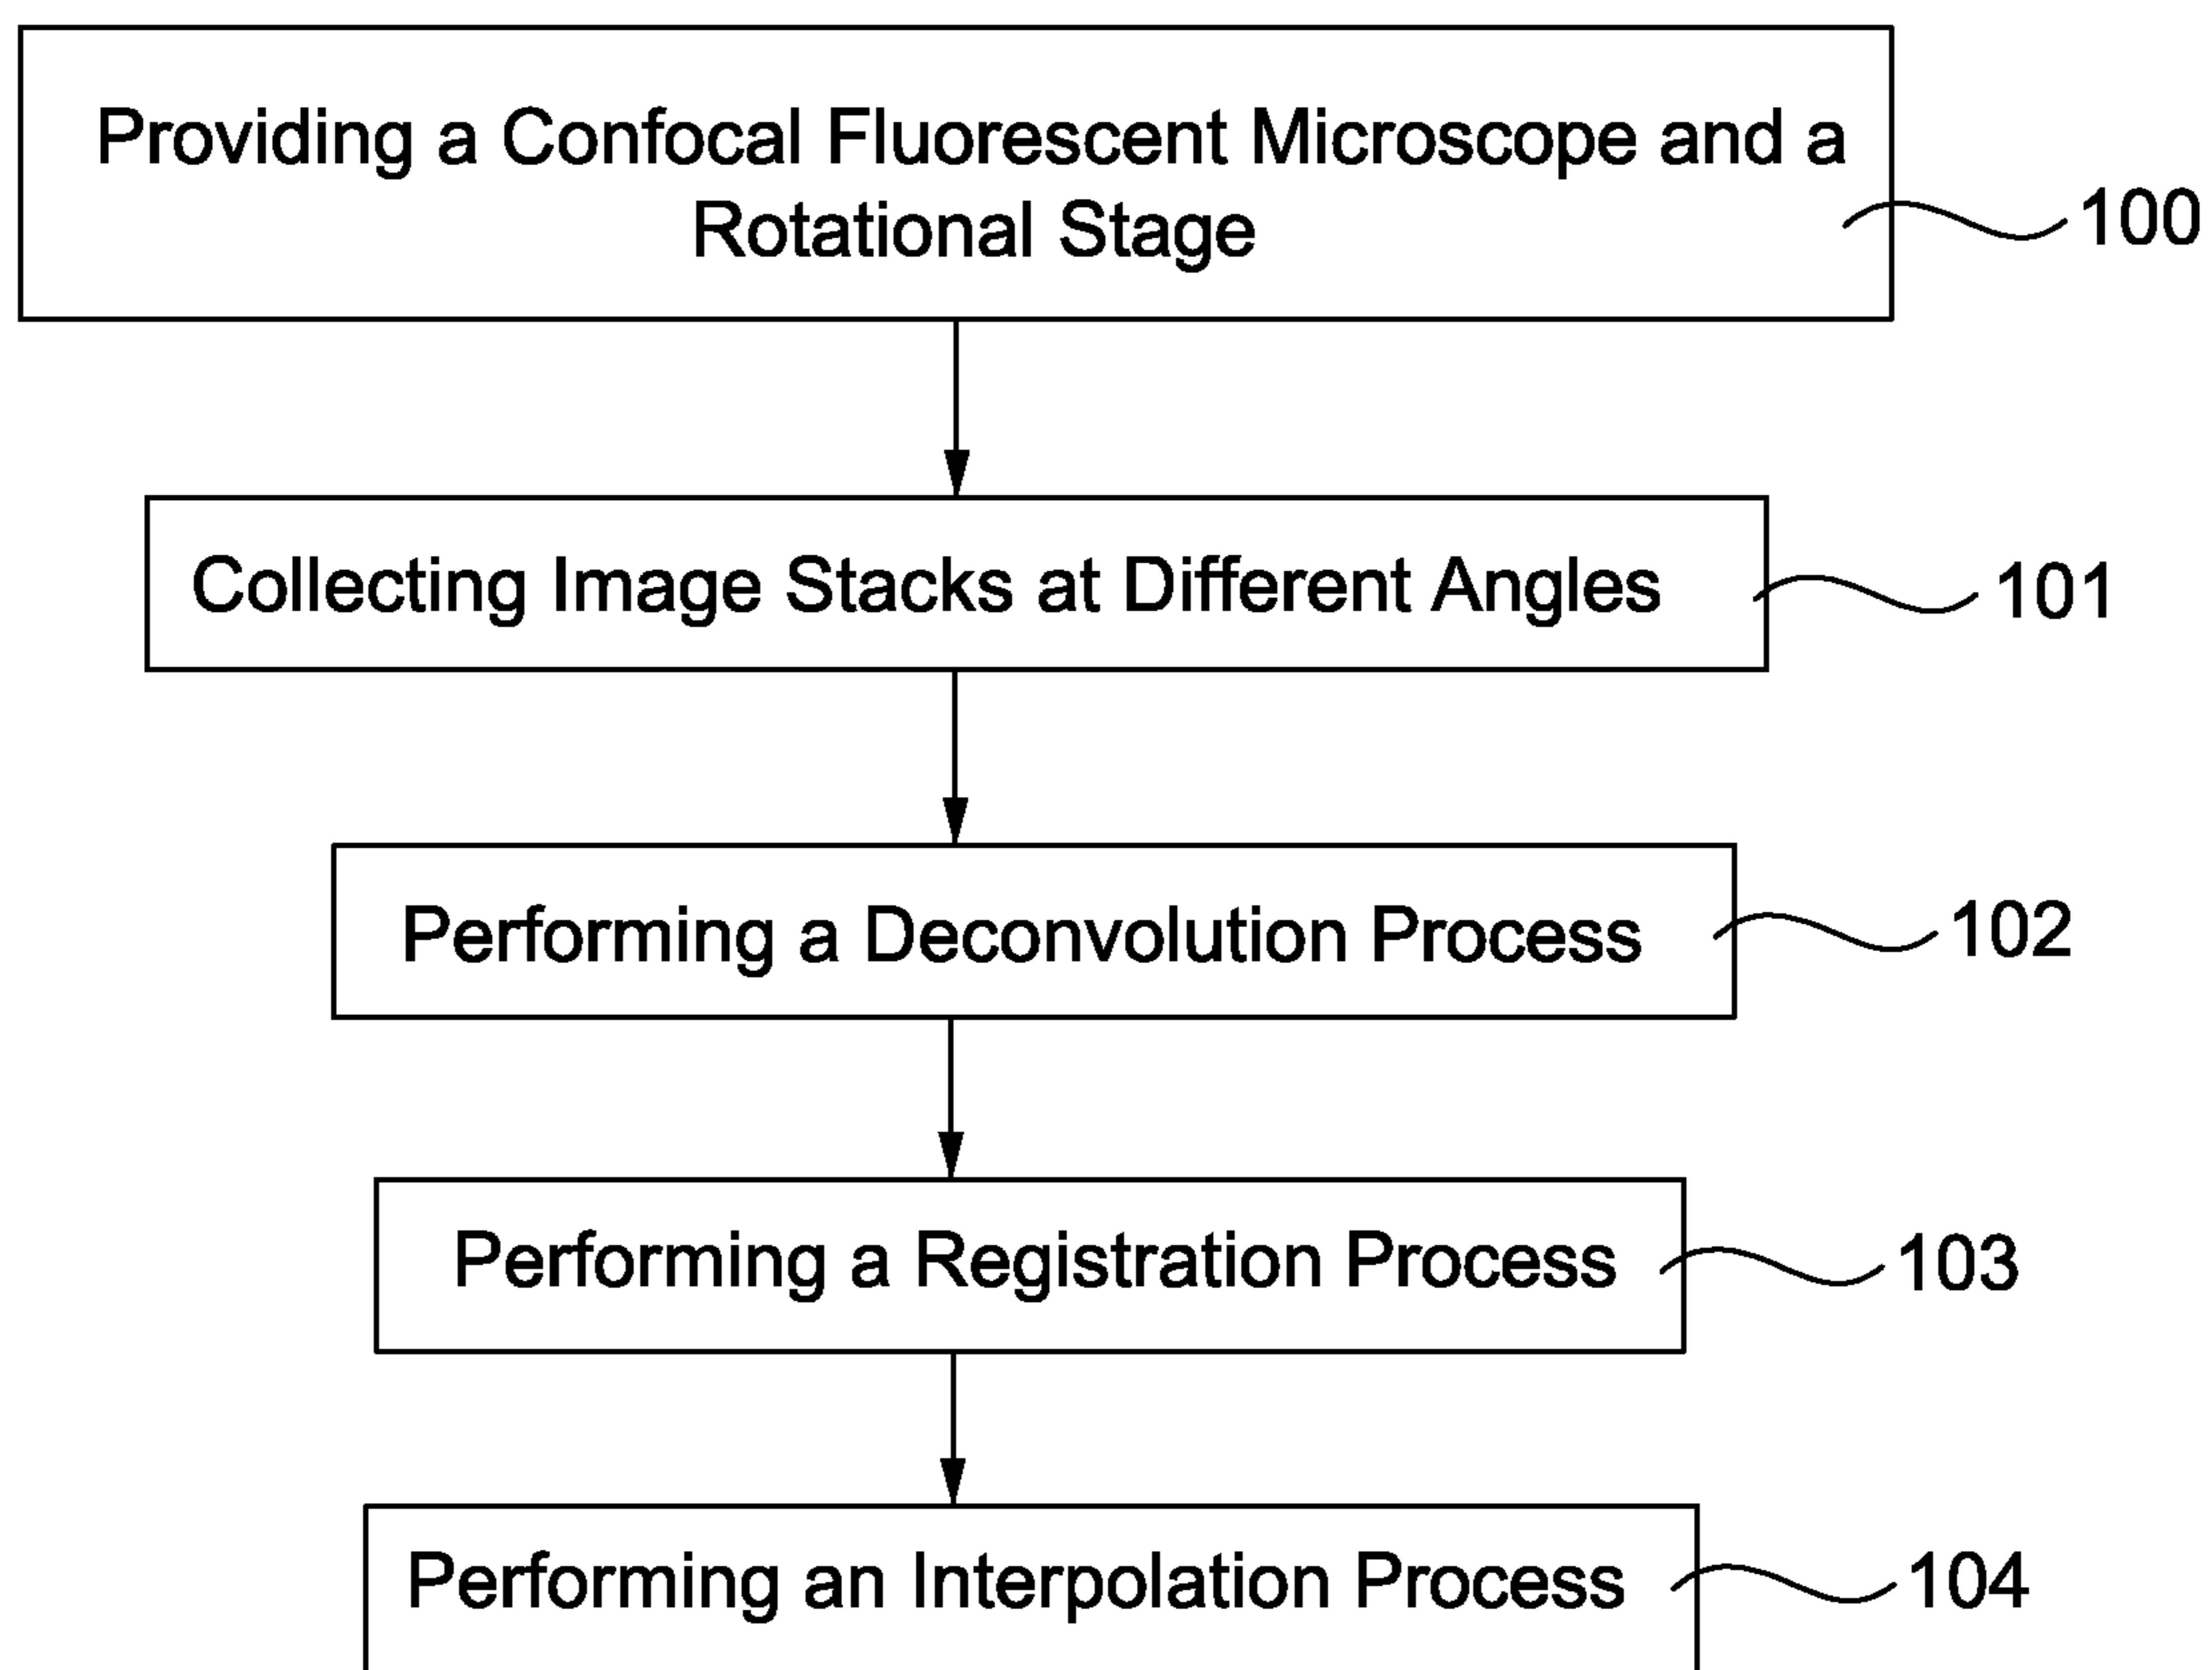 Providing a Confocal Fluorescent Microscope and a
Rotational Stage
100
Collecting Image Stacks at Different Angles
101
Performing a Deconvolution Process
102
Performing a Registration Process
103
Performing an Interpolation Process
104